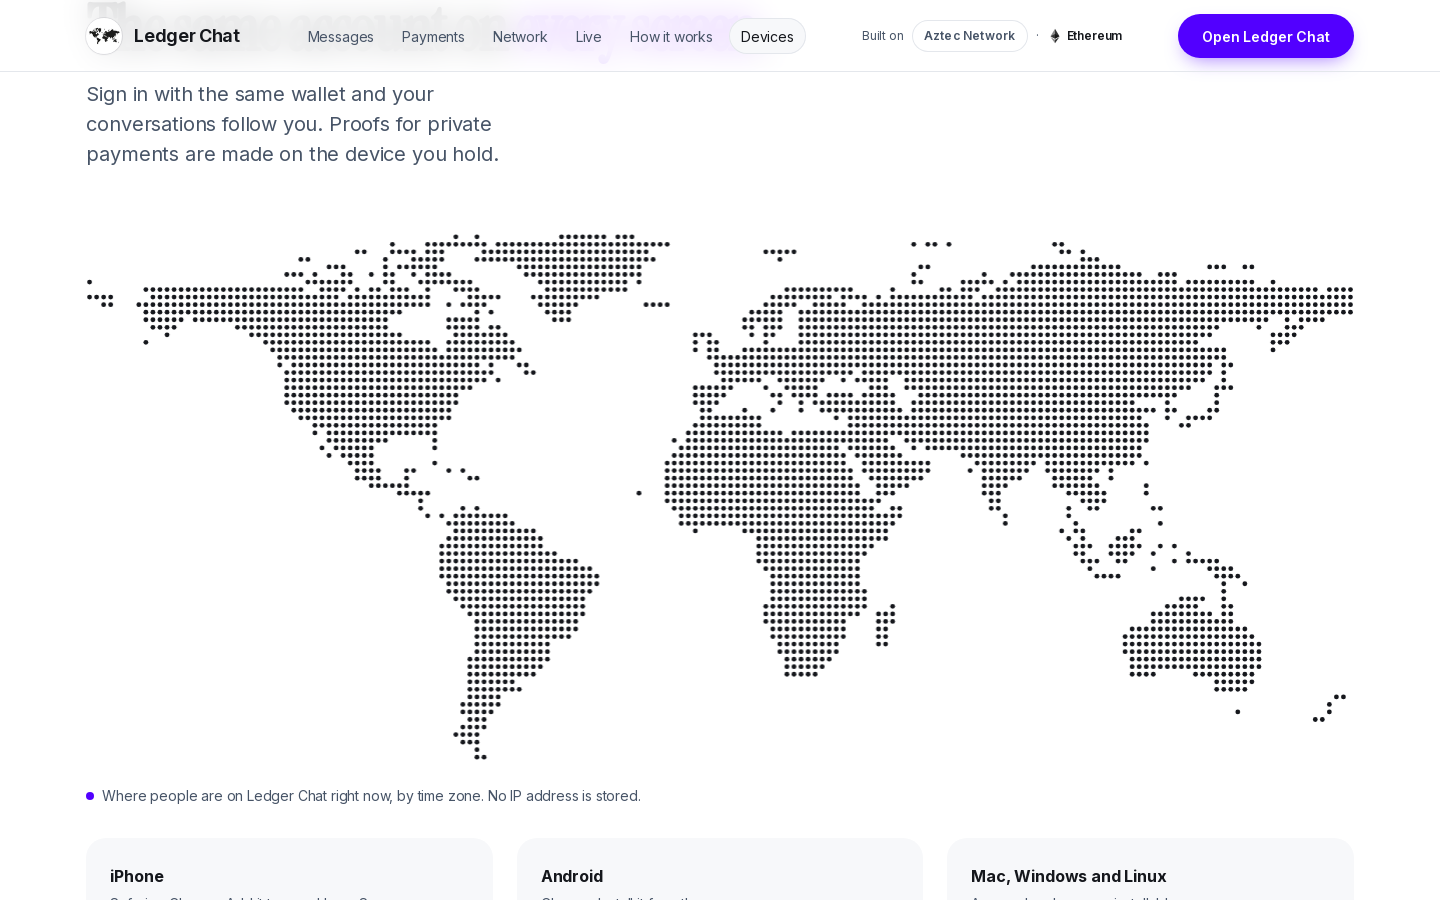 Ledger Chat
Messages
Payments
Network
Live
How it works
Devices
Built on
Aztec Network
·
Ethereum
Open Ledger Chat
Sign in with the same wallet and your
conversations follow you. Proofs for private
payments are made on the device you hold.
Where people are on Ledger Chat right now, by time zone. No IP address is stored.
iPhone
Android
Mac, Windows and Linux